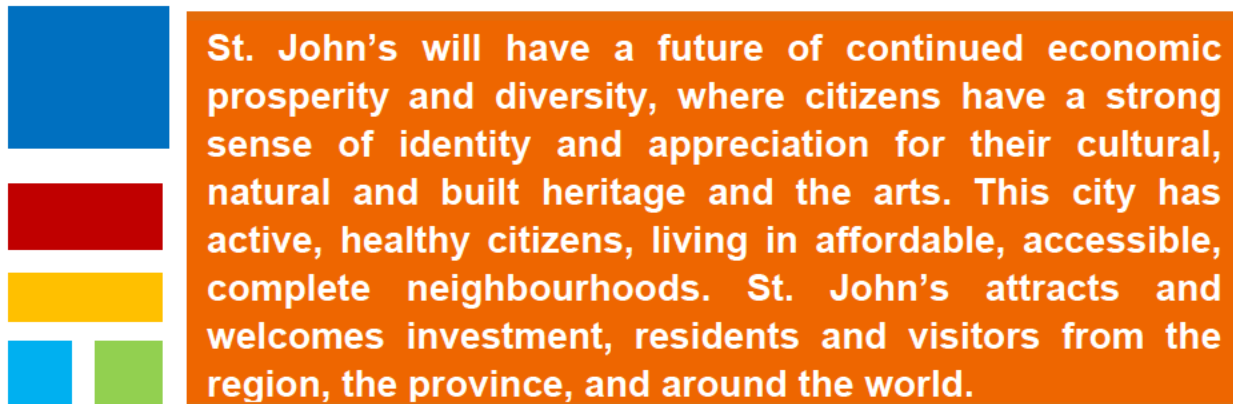 St. John’s will have a future of continued economic
prosperity and diversity, where citizens have a strong
sense of identity and appreciation for their cultural,
natural and built heritage and the arts. This city has
active, healthy citizens, living in affordable, accessible,
complete neighbourhoods. St. John’s attracts and
welcomes investment, residents and visitors from the
region, the province, and around the world.